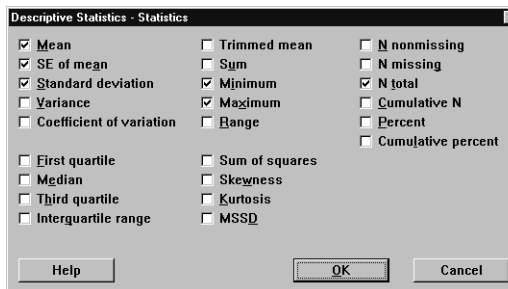 Descriptive Statistics - Statistics
Mean
SE of mean
Standard deviation
Variance
Coefficient of variation
First quartile
Median
Third quartile
Interquartile range
Trimmed mean
Sum
Minimum
Maximum
Range
Sum of squares
Skewness
Kurtosis
MSSD
N nonmissing
N missing
N total
Cumulative N
Percent
Cumulative percent
Help
OK
Cancel